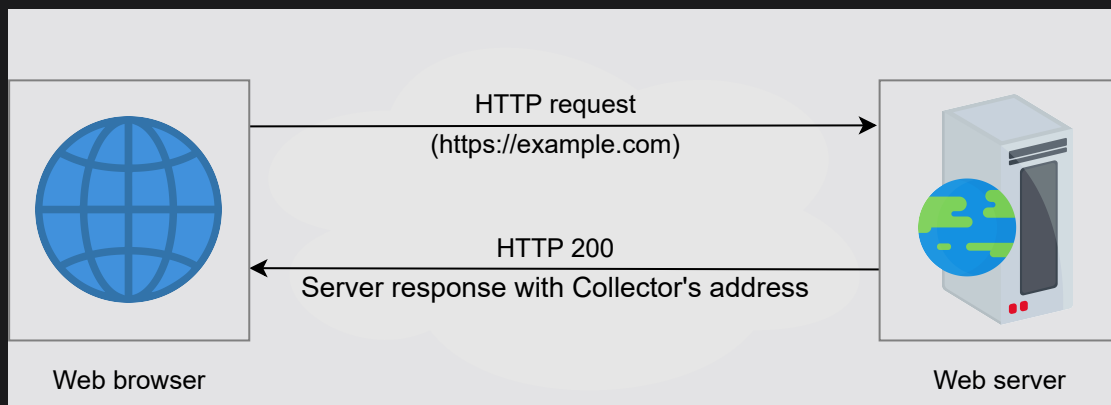 HTTP request
(https://example.com)
HTTP 200
Server response with Collector's address
Web browser
Web server